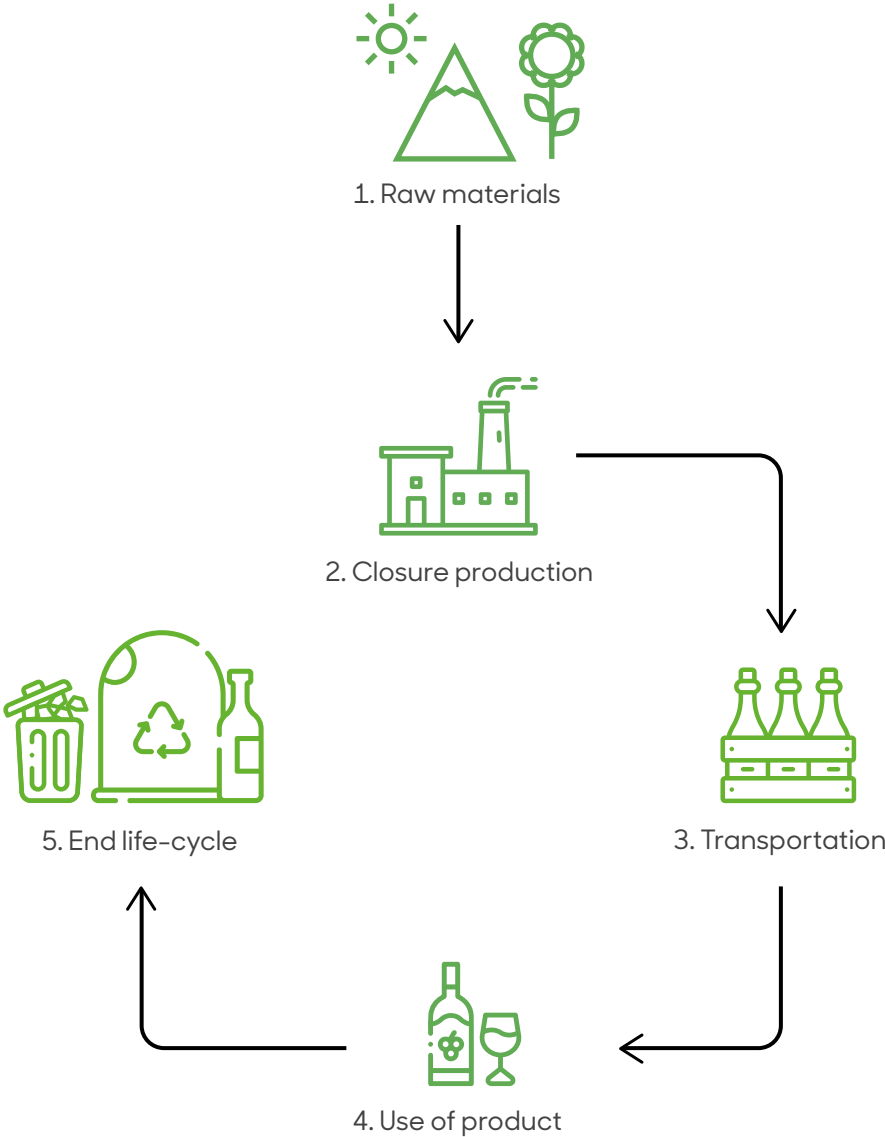 1. Raw materials
2. Closure production
3. Transportation
4. Use of product
5. End life-cycle